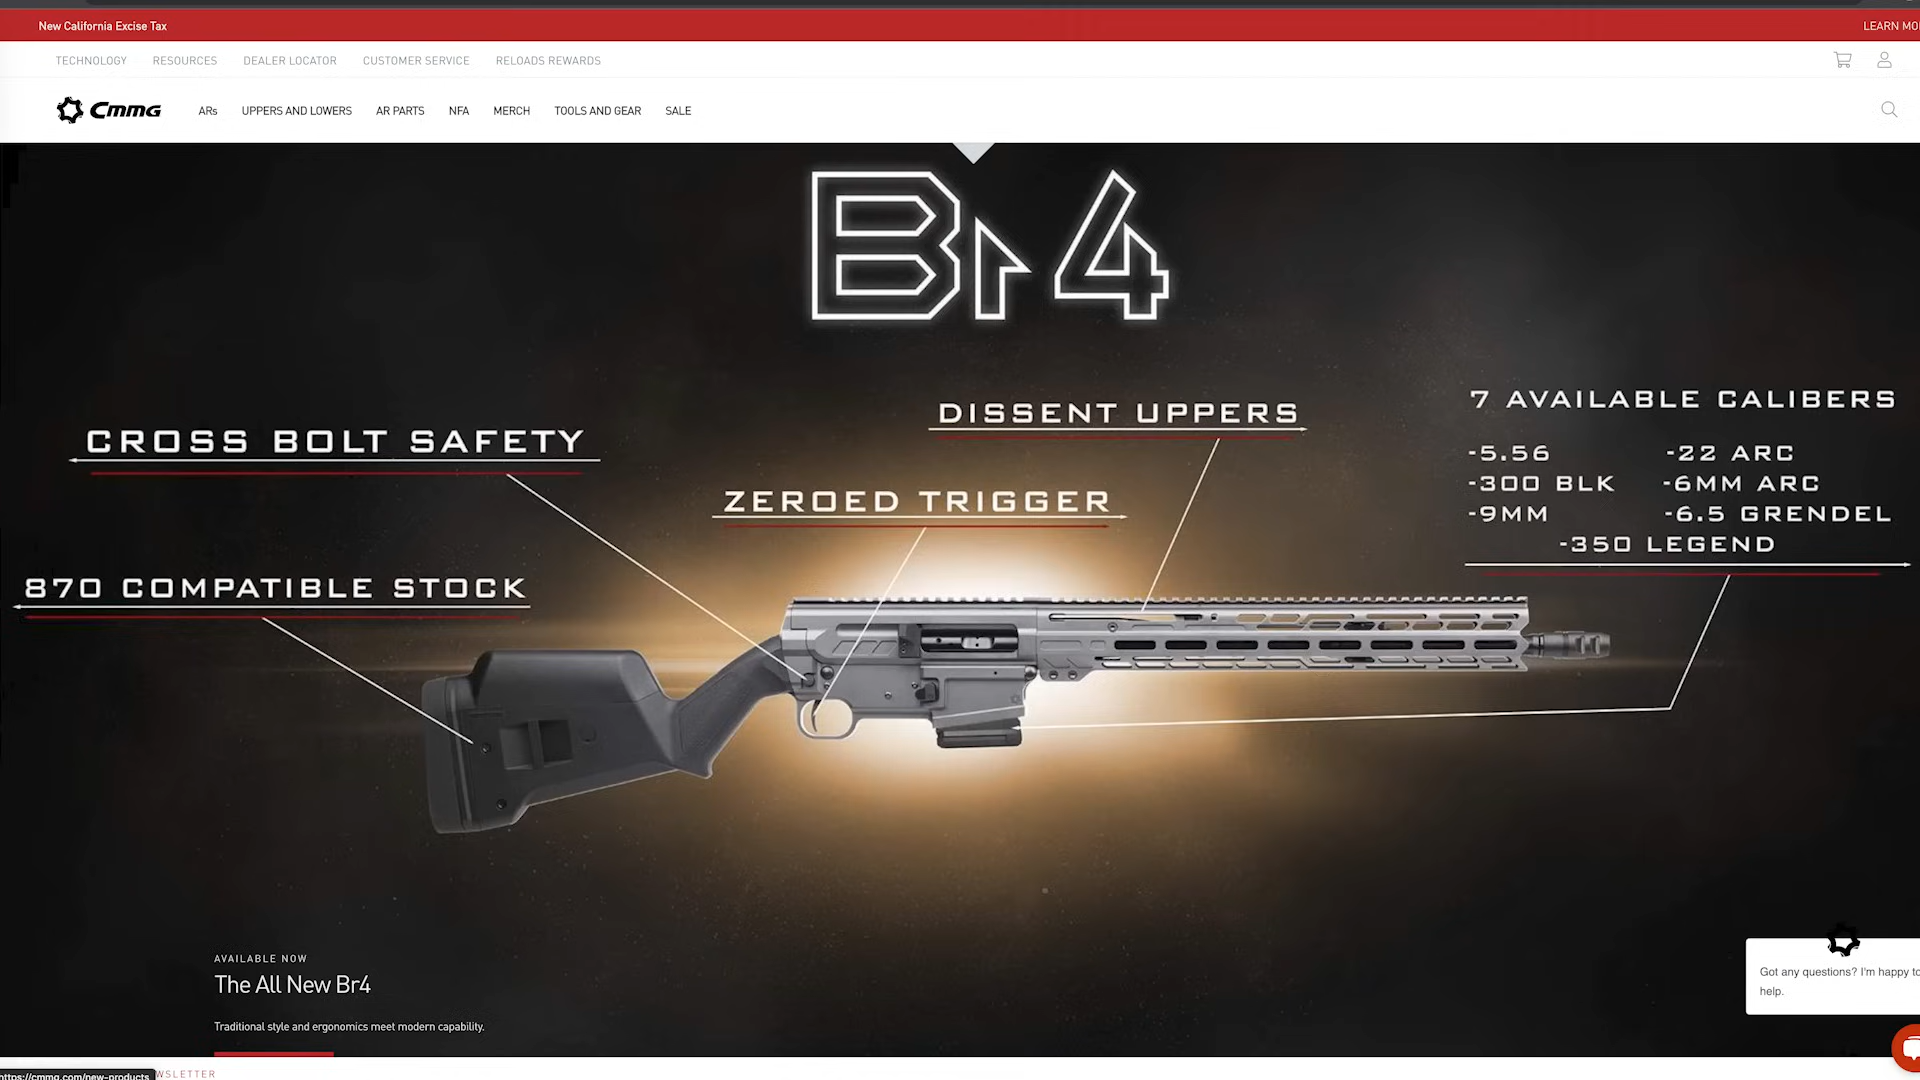 New California Excise Tax
LEARN MO
TECHNOLOGY RESOURCES DEALER LOCATOR CUSTOMER SERVICE RELOADS REWARDS
CMMG ARs UPPERS AND LOWERS AR PARTS NFA MERCH TOOLS AND GEAR SALE
Br4
7 AVAILABLE CALIBERS
DISSENT UPPERS
CROSS BOLT SAFETY
-5.56 -22 ARC
-300 BLK -6MM ARC
ZEROED TRIGGER
-9MM -6.5 GRENDEL
-350 LEGEND
870 COMPATIBLE STOCK
AVAILABLE NOW
The All New Br4
Traditional style and ergonomics meet modern capability.
Got any questions? I'm happy to
help.
https://cmmg.com/new-products
WSLETTER